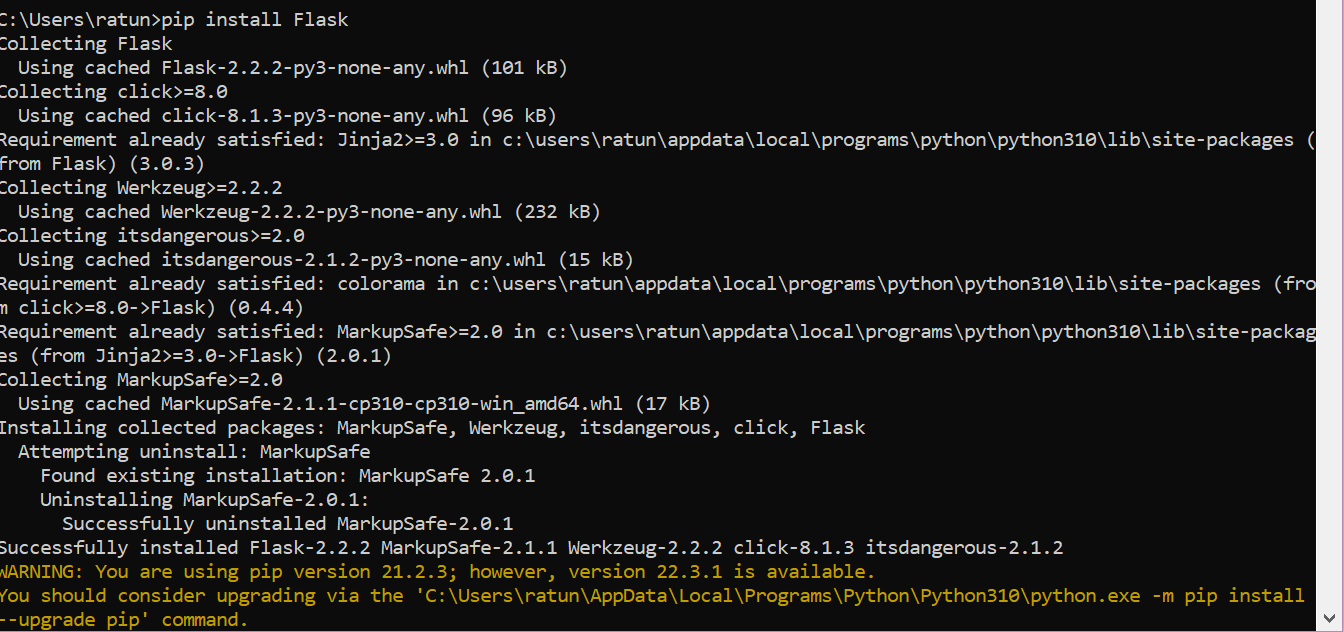 C:\Users\ratun>pip install Flask
Collecting Flask
  Using cached Flask-2.2.2-py3-none-any.whl (101 kB)
Collecting click>=8.0
  Using cached click-8.1.3-py3-none-any.whl (96 kB)
Requirement already satisfied: Jinja2>=3.0 in c:\users\ratun\appdata\local\programs\python\python310\lib\site-packages (
from Flask) (3.0.3)
Collecting Werkzeug>=2.2.2
  Using cached Werkzeug-2.2.2-py3-none-any.whl (232 kB)
Collecting itsdangerous>=2.0
  Using cached itsdangerous-2.1.2-py3-none-any.whl (15 kB)
Requirement already satisfied: colorama in c:\users\ratun\appdata\local\programs\python\python310\lib\site-packages (fro
m click>=8.0->Flask) (0.4.4)
Requirement already satisfied: MarkupSafe>=2.0 in c:\users\ratun\appdata\local\programs\python\python310\lib\site-packag
es (from Jinja2>=3.0->Flask) (2.0.1)
Collecting MarkupSafe>=2.0
  Using cached MarkupSafe-2.1.1-cp310-cp310-win_amd64.whl (17 kB)
Installing collected packages: MarkupSafe, Werkzeug, itsdangerous, click, Flask
  Attempting uninstall: MarkupSafe
    Found existing installation: MarkupSafe 2.0.1
    Uninstalling MarkupSafe-2.0.1:
      Successfully uninstalled MarkupSafe-2.0.1
Successfully installed Flask-2.2.2 MarkupSafe-2.1.1 Werkzeug-2.2.2 click-8.1.3 itsdangerous-2.1.2
WARNING: You are using pip version 21.2.3; however, version 22.3.1 is available.
You should consider upgrading via the 'C:\Users\ratun\AppData\Local\Programs\Python\Python310\python.exe -m pip install
--upgrade pip' command.